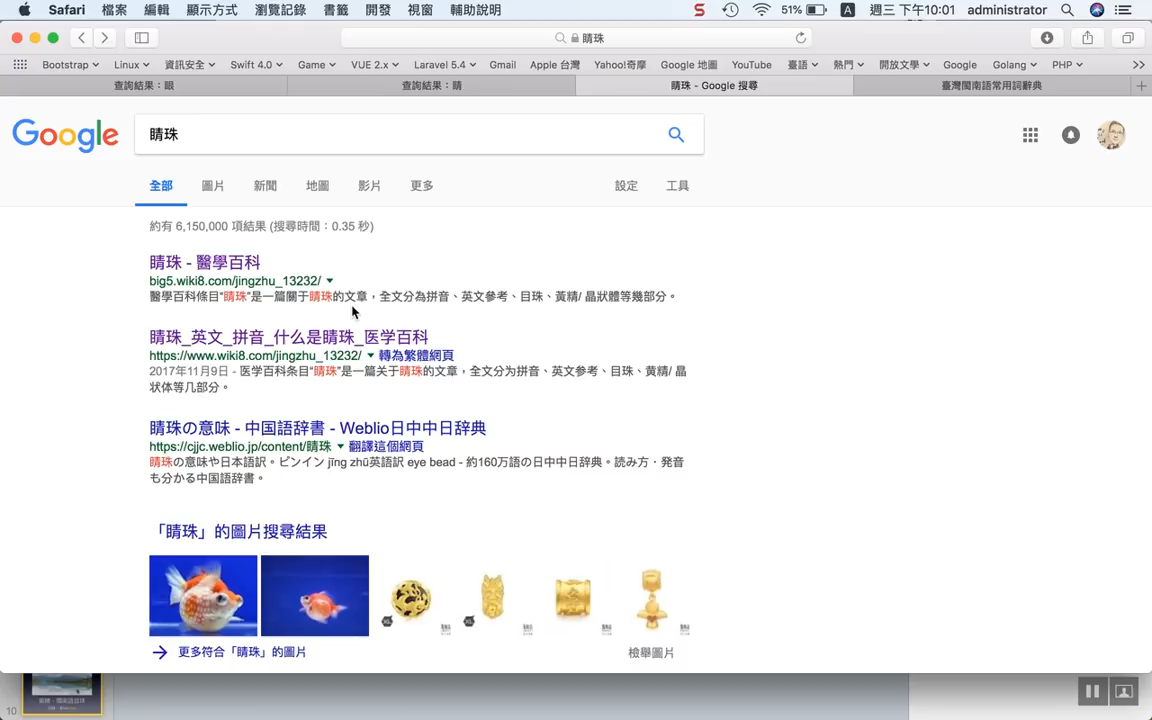 Safari 檔案 編輯 顯示方式 瀏覽記錄 書籤 開發 視窗 輔助說明 51% A 週三 下午10:01 administrator
睛珠
Bootstrap Linux 資訊安全 Swift 4.0 Game VUE 2.x Laravel 5.4 Gmail Apple 台灣 Yahoo!奇摩 Google 地圖 YouTube 臺語 熱門 開放文學 Google Golang PHP
查詢結果：眼 查詢結果：睛 睛珠 - Google 搜尋 臺灣閩南語常用詞辭典
Google 睛珠
全部 圖片 新聞 地圖 影片 更多 設定 工具
約有 6,150,000 項結果 (搜尋時間：0.35 秒)
睛珠 - 醫學百科
big5.wiki8.com/jingzhu_13232/
醫學百科條目“睛珠”是一篇關于睛珠的文章，全文分為拼音、英文參考、目珠、黃精/ 晶狀體等幾部分。
睛珠_英文_拼音_什么是睛珠_医学百科
https://www.wiki8.com/jingzhu_13232/ 轉為繁體網頁
2017年11月9日 - 医学百科条目“睛珠”是一篇关于睛珠的文章，全文分为拼音、英文参考、目珠、黄精/ 晶
状体等几部分。
睛珠の意味 - 中国語辞書 - Weblio日中中日辞典
https://cjjc.weblio.jp/content/睛珠 翻譯這個網頁
睛珠の意味や日本語訳。ピンイン jīng zhū英語訳 eye bead - 約160万語の日中中日辞典。読み方・発音
も分かる中国語辞書。
「睛珠」的圖片搜尋結果
更多符合「睛珠」的圖片 檢舉圖片
10